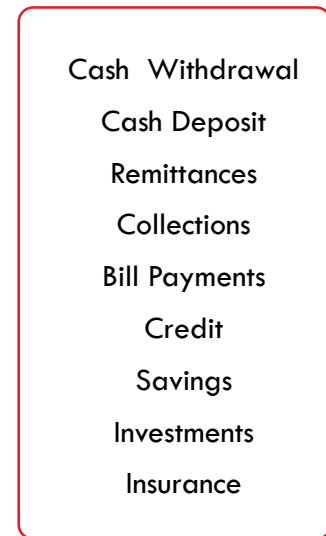 Cash Withdrawal
Cash Deposit
Remittances
Collections
Bill Payments
Credit
Savings
Investments
Insurance